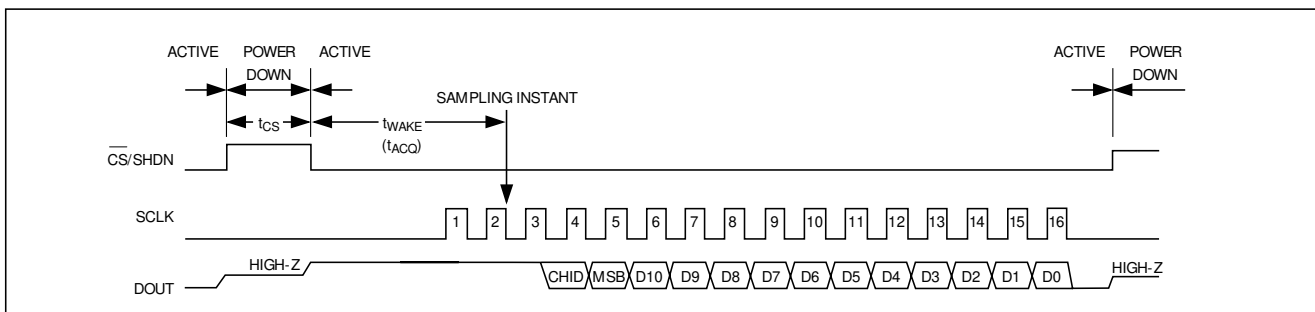 ACTIVE POWER DOWN ACTIVE
ACTIVE POWER DOWN
SAMPLING INSTANT
tCS
tWAKE
(tACQ)
CS/SHDN
SCLK
1 2 3 4 5 6 7 8 9 10 11 12 13 14 15 16
HIGH-Z
CHID MSB D10 D9 D8 D7 D6 D5 D4 D3 D2 D1 D0
HIGH-Z
DOUT